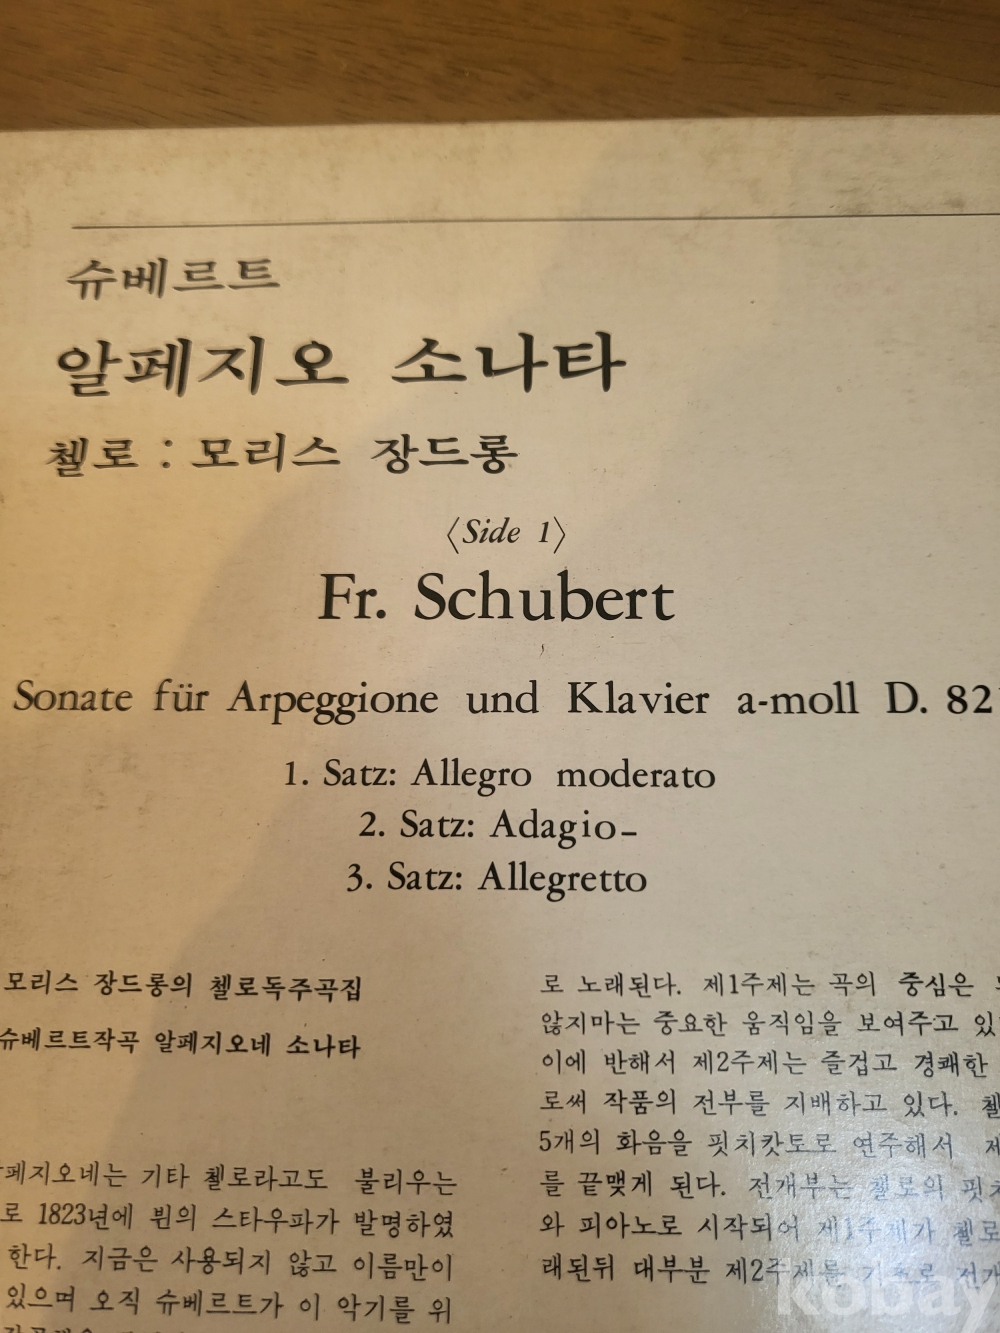 슈베르트
알페지오 소나타
첼로 : 모리스 장드롱
〈Side 1〉
Fr. Schubert
Sonate für Arpeggione und Klavier a-moll D. 82
1. Satz: Allegro moderato
2. Satz: Adagio–
3. Satz: Allegretto
모리스 장드롱의 첼로독주곡집
슈베르트작곡 알페지오네 소나타
페지오네는 기타 첼로라고도 불리우는
로 1823년에 뷘의 스타우파가 발명하였
한다. 지금은 사용되지 않고 이름만이
있으며 오직 슈베르트가 이 악기를 위
로 노래된다. 제1주제는 곡의 중심은
않지마는 중요한 움직임을 보여주고 있
이에 반해서 제2주제는 즐겁고 경쾌한
로써 작품의 전부를 지배하고 있다. 첼
5개의 화음을 핏치캇토로 연주해서 제
를 끝맺게 된다. 전개부는 첼로의 핏치
와 피아노로 시작되어 제1주제가 첼로
래된뒤 대부분 제2주제를 기초로 전개
kobay